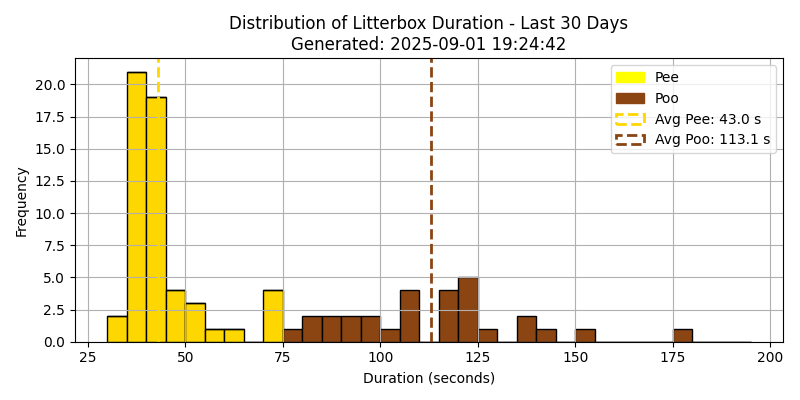 Distribution of Litterbox Duration - Last 30 Days
Generated: 2025-09-01 19:24:42
Pee
Poo
Avg Pee: 43.0 s
Avg Poo: 113.1 s
Frequency
20.0
17.5
15.0
12.5
10.0
7.5
5.0
2.5
0.0
25 50 75 100 125 150 175 200
Duration (seconds)